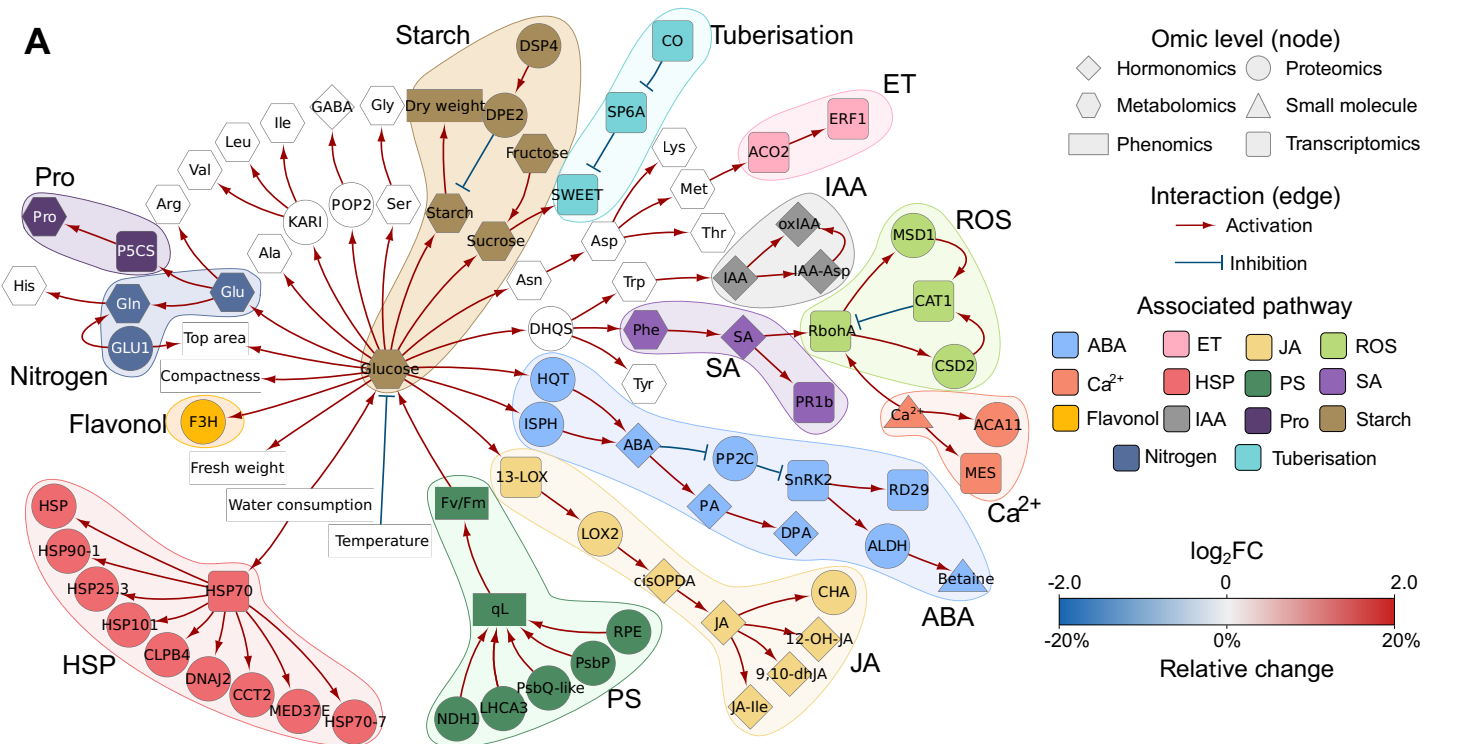 A
Starch
Tuberisation
ET
Pro
IAA
ROS
Nitrogen
Flavonol
SA
Ca²⁺
ABA
HSP
PS
JA
DSP4
CO
GABA
Gly
Dry weight
DPE2
SP6A
ERF1
Ile
Leu
Lys
ACO2
Fructose
Val
Met
SWEET
Arg
KARI
POP2
Ser
Starch
Pro
oxIAA
MSD1
P5CS
Ala
Sucrose
Asp
Thr
His
Gln
Glu
Asn
Trp
IAA
IAA-Asp
CAT1
GLU1
Top area
DHQS
Phe
SA
RbohA
Compactness
Glucose
HQT
Tyr
CSD2
F3H
ISPH
PR1b
Ca²⁺
ACA11
Fresh weight
ABA
PP2C
MES
Water consumption
13-LOX
SnRK2
RD29
HSP
Fv/Fm
PA
Temperature
LOX2
DPA
ALDH
HSP90-1
HSP25.3
HSP70
cisOPDA
Betaine
HSP101
qL
CHA
CLPB4
RPE
JA
12-OH-JA
DNAJ2
PsbP
9,10-dhJA
CCT2
PsbQ-like
MED37E
LHCA3
JA-Ile
HSP70-7
NDH1
Omic level (node)
Hormonomics
Proteomics
Metabolomics
Small molecule
Phenomics
Transcriptomics
Interaction (edge)
Activation
Inhibition
Associated pathway
ABA
ET
JA
ROS
Ca²⁺
HSP
PS
SA
Flavonol
IAA
Pro
Starch
Nitrogen
Tuberisation
log₂FC
-2.0 0 2.0
-20% 0% 20%
Relative change